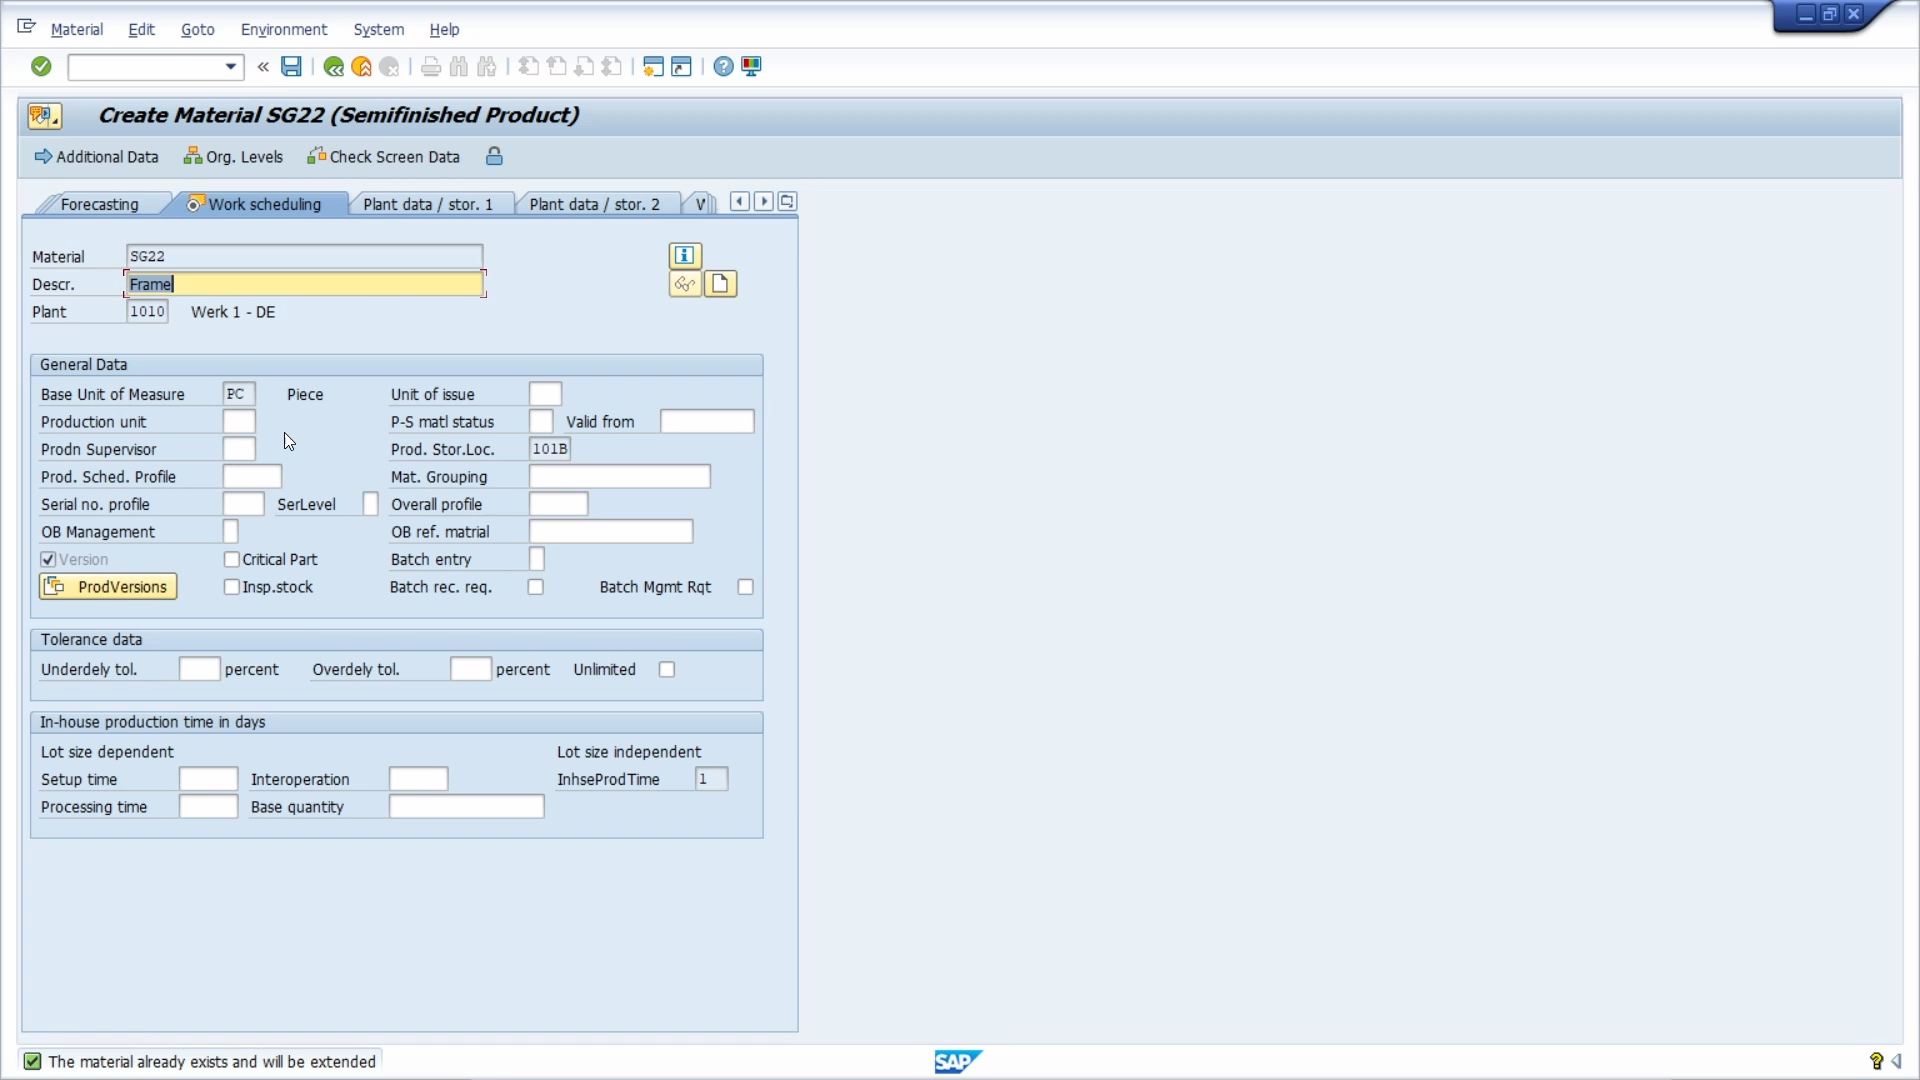 Material Edit Goto Environment System Help
Create Material SG22 (Semifinished Product)
Additional Data Org. Levels Check Screen Data
Forecasting Work scheduling Plant data / stor. 1 Plant data / stor. 2
Material SG22
Descr. Frame
Plant 1010 Werk 1 - DE
General Data
Base Unit of Measure PC Piece Unit of issue
Production unit P-S matl status Valid from
Prodn Supervisor Prod. Stor.Loc. 101B
Prod. Sched. Profile Mat. Grouping
Serial no. profile SerLevel Overall profile
OB Management OB ref. matrial
Version Critical Part Batch entry
ProdVersions Insp.stock Batch rec. req. Batch Mgmt Rqt
Tolerance data
Underdely tol. percent Overdely tol. percent Unlimited
In-house production time in days
Lot size dependent Lot size independent
Setup time Interoperation InhseProdTime 1
Processing time Base quantity
The material already exists and will be extended SAP